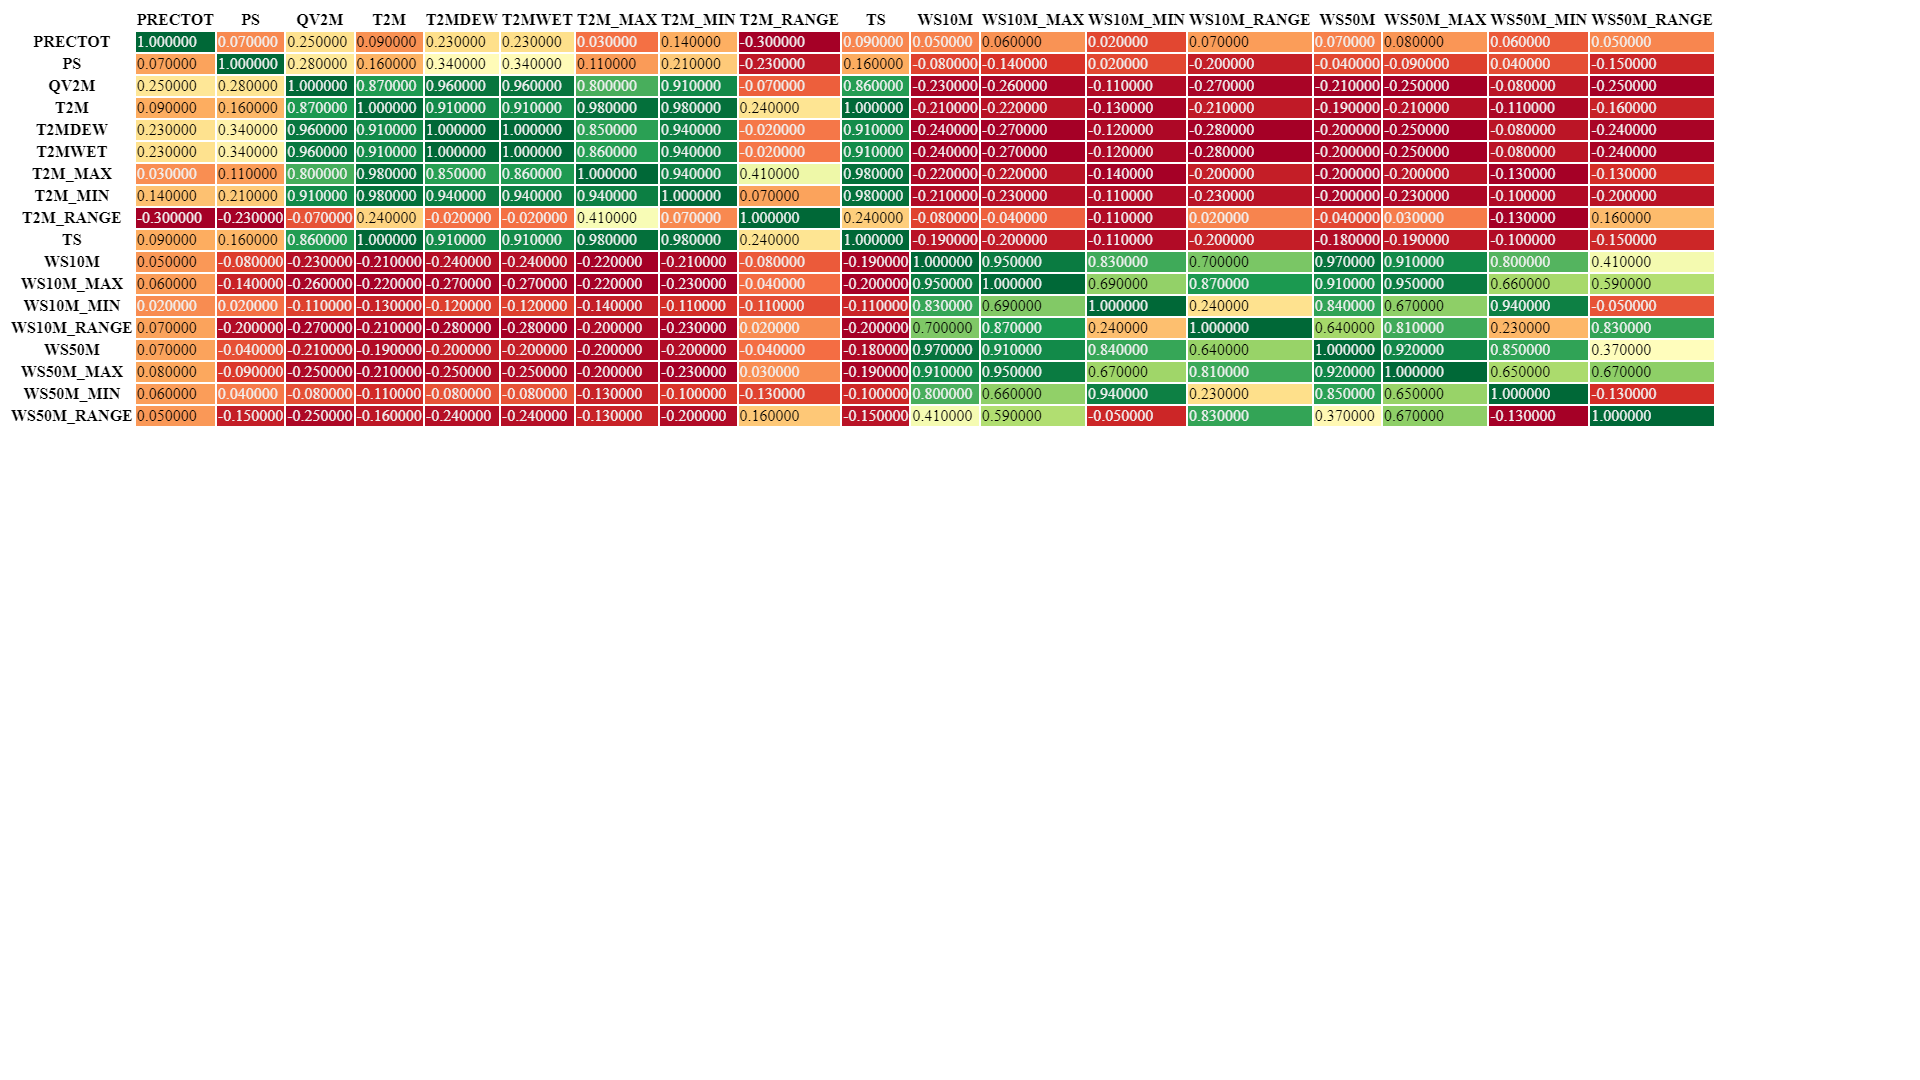 PRECTOT PS QV2M T2M T2MDEW T2MWET T2M_MAX T2M_MIN T2M_RANGE TS WS10M WS10M_MAX WS10M_MIN WS10M_RANGE WS50M WS50M_MAX WS50M_MIN WS50M_RANGE
PRECTOT 1.000000 0.070000 0.250000 0.090000 0.230000 0.230000 0.030000 0.140000 -0.300000 0.090000 0.050000 0.060000 0.020000 0.070000 0.070000 0.080000 0.060000 0.050000
PS 0.070000 1.000000 0.280000 0.160000 0.340000 0.340000 0.110000 0.210000 -0.230000 0.160000 -0.080000 -0.140000 0.020000 -0.200000 -0.040000 -0.090000 0.040000 -0.150000
QV2M 0.250000 0.280000 1.000000 0.870000 0.960000 0.960000 0.800000 0.910000 -0.070000 0.860000 -0.230000 -0.260000 -0.110000 -0.270000 -0.210000 -0.250000 -0.080000 -0.250000
T2M 0.090000 0.160000 0.870000 1.000000 0.910000 0.910000 0.980000 0.980000 0.240000 1.000000 -0.210000 -0.220000 -0.130000 -0.210000 -0.190000 -0.210000 -0.110000 -0.160000
T2MDEW 0.230000 0.340000 0.960000 0.910000 1.000000 1.000000 0.850000 0.940000 -0.020000 0.910000 -0.240000 -0.270000 -0.120000 -0.280000 -0.200000 -0.250000 -0.080000 -0.240000
T2MWET 0.230000 0.340000 0.960000 0.910000 1.000000 1.000000 0.860000 0.940000 -0.020000 0.910000 -0.240000 -0.270000 -0.120000 -0.280000 -0.200000 -0.250000 -0.080000 -0.240000
T2M_MAX 0.030000 0.110000 0.800000 0.980000 0.850000 0.860000 1.000000 0.940000 0.410000 0.980000 -0.220000 -0.220000 -0.140000 -0.200000 -0.200000 -0.200000 -0.130000 -0.130000
T2M_MIN 0.140000 0.210000 0.910000 0.980000 0.940000 0.940000 0.940000 1.000000 0.070000 0.980000 -0.210000 -0.230000 -0.110000 -0.230000 -0.200000 -0.230000 -0.100000 -0.200000
T2M_RANGE -0.300000 -0.230000 -0.070000 0.240000 -0.020000 -0.020000 0.410000 0.070000 1.000000 0.240000 -0.080000 -0.040000 -0.110000 0.020000 -0.040000 0.030000 -0.130000 0.160000
TS 0.090000 0.160000 0.860000 1.000000 0.910000 0.910000 0.980000 0.980000 0.240000 1.000000 -0.190000 -0.200000 -0.110000 -0.200000 -0.180000 -0.190000 -0.100000 -0.150000
WS10M 0.050000 -0.080000 -0.230000 -0.210000 -0.240000 -0.240000 -0.220000 -0.210000 -0.080000 -0.190000 1.000000 0.950000 0.830000 0.700000 0.970000 0.910000 0.800000 0.410000
WS10M_MAX 0.060000 -0.140000 -0.260000 -0.220000 -0.270000 -0.270000 -0.220000 -0.230000 -0.040000 -0.200000 0.950000 1.000000 0.690000 0.870000 0.910000 0.950000 0.660000 0.590000
WS10M_MIN 0.020000 0.020000 -0.110000 -0.130000 -0.120000 -0.120000 -0.140000 -0.110000 -0.110000 -0.110000 0.830000 0.690000 1.000000 0.240000 0.840000 0.670000 0.940000 -0.050000
WS10M_RANGE 0.070000 -0.200000 -0.270000 -0.210000 -0.280000 -0.280000 -0.200000 -0.230000 0.020000 -0.200000 0.700000 0.870000 0.240000 1.000000 0.640000 0.810000 0.230000 0.830000
WS50M 0.070000 -0.040000 -0.210000 -0.190000 -0.200000 -0.200000 -0.200000 -0.200000 -0.040000 -0.180000 0.970000 0.910000 0.840000 0.640000 1.000000 0.920000 0.850000 0.370000
WS50M_MAX 0.080000 -0.090000 -0.250000 -0.210000 -0.250000 -0.250000 -0.200000 -0.230000 0.030000 -0.190000 0.910000 0.950000 0.670000 0.810000 0.920000 1.000000 0.650000 0.670000
WS50M_MIN 0.060000 0.040000 -0.080000 -0.110000 -0.080000 -0.080000 -0.130000 -0.100000 -0.130000 -0.100000 0.800000 0.660000 0.940000 0.230000 0.850000 0.650000 1.000000 -0.130000
WS50M_RANGE 0.050000 -0.150000 -0.250000 -0.160000 -0.240000 -0.240000 -0.130000 -0.200000 0.160000 -0.150000 0.410000 0.590000 -0.050000 0.830000 0.370000 0.670000 -0.130000 1.000000